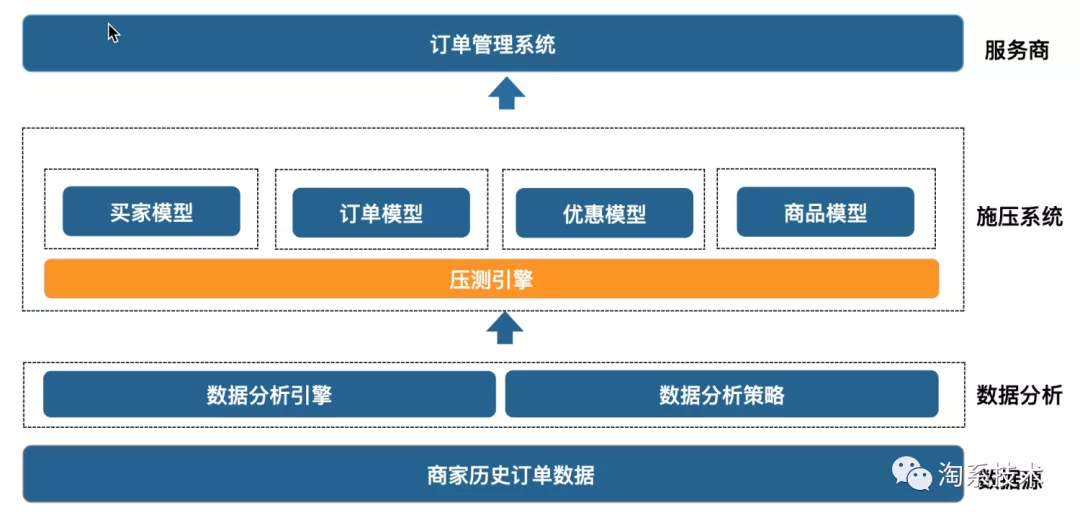 订单管理系统
服务商
买家模型
订单模型
优惠模型
商品模型
施压系统
压测引擎
数据分析引擎
数据分析策略
数据分析
商家历史订单数据
淘系技术
数据源